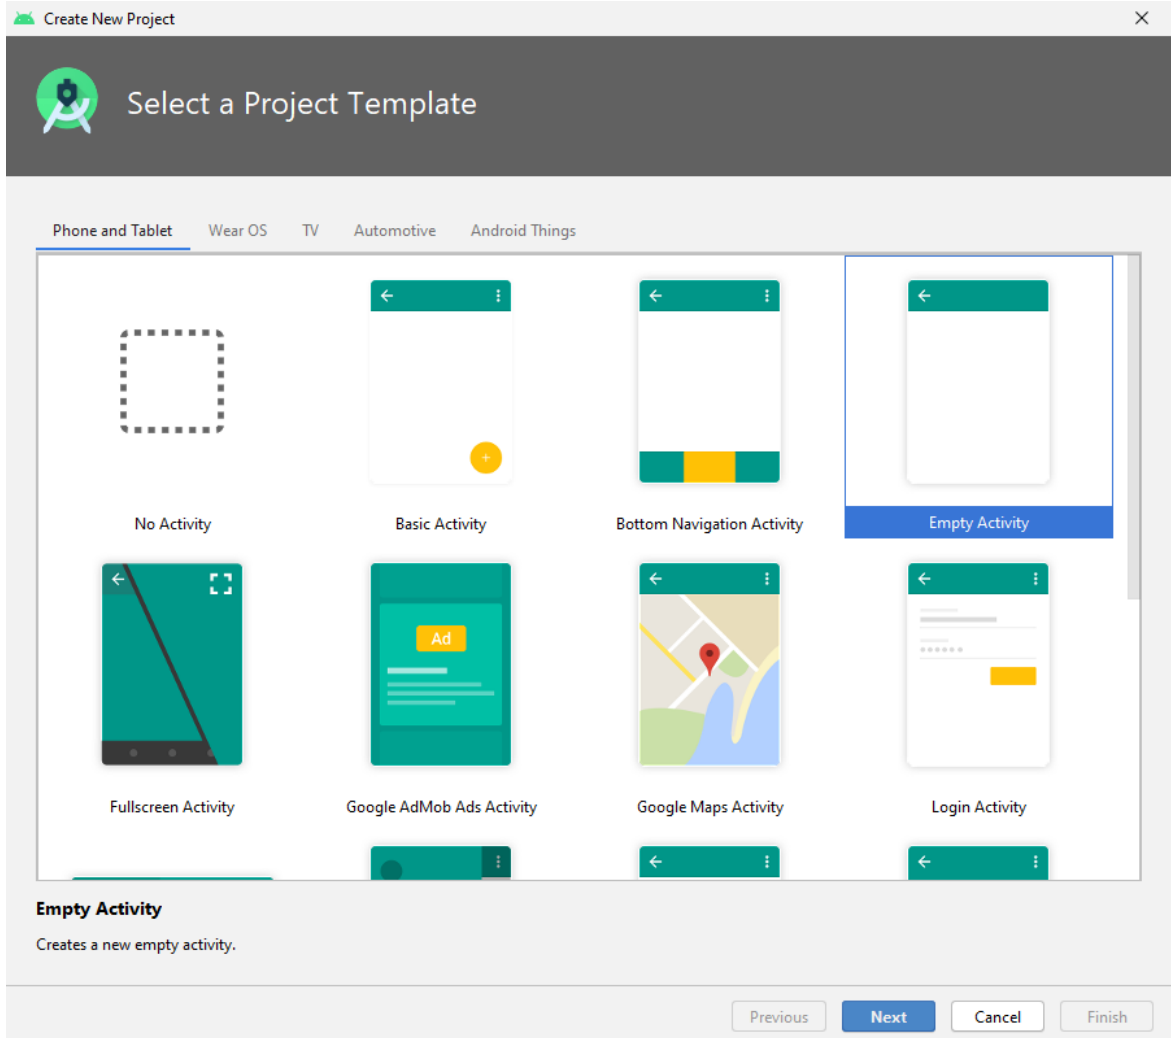 Create New Project
Select a Project Template
Phone and Tablet Wear OS TV Automotive Android Things
No Activity Basic Activity Bottom Navigation Activity Empty Activity
Ad
Fullscreen Activity Google AdMob Ads Activity Google Maps Activity Login Activity
Empty Activity
Creates a new empty activity.
Previous Next Cancel Finish